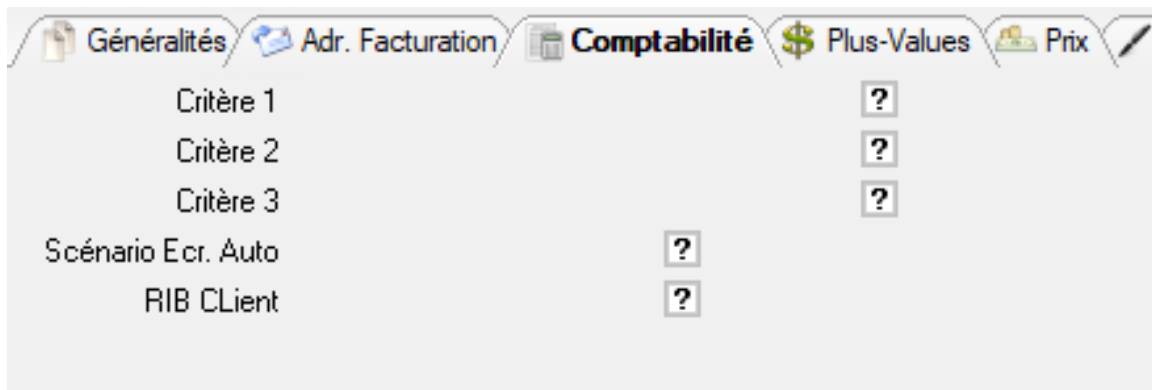 Généralités Adr. Facturation Comptabilité Plus-Values Prix
Critère 1 ?
Critère 2 ?
Critère 3 ?
Scénario Ecr. Auto ?
RIB CLient ?